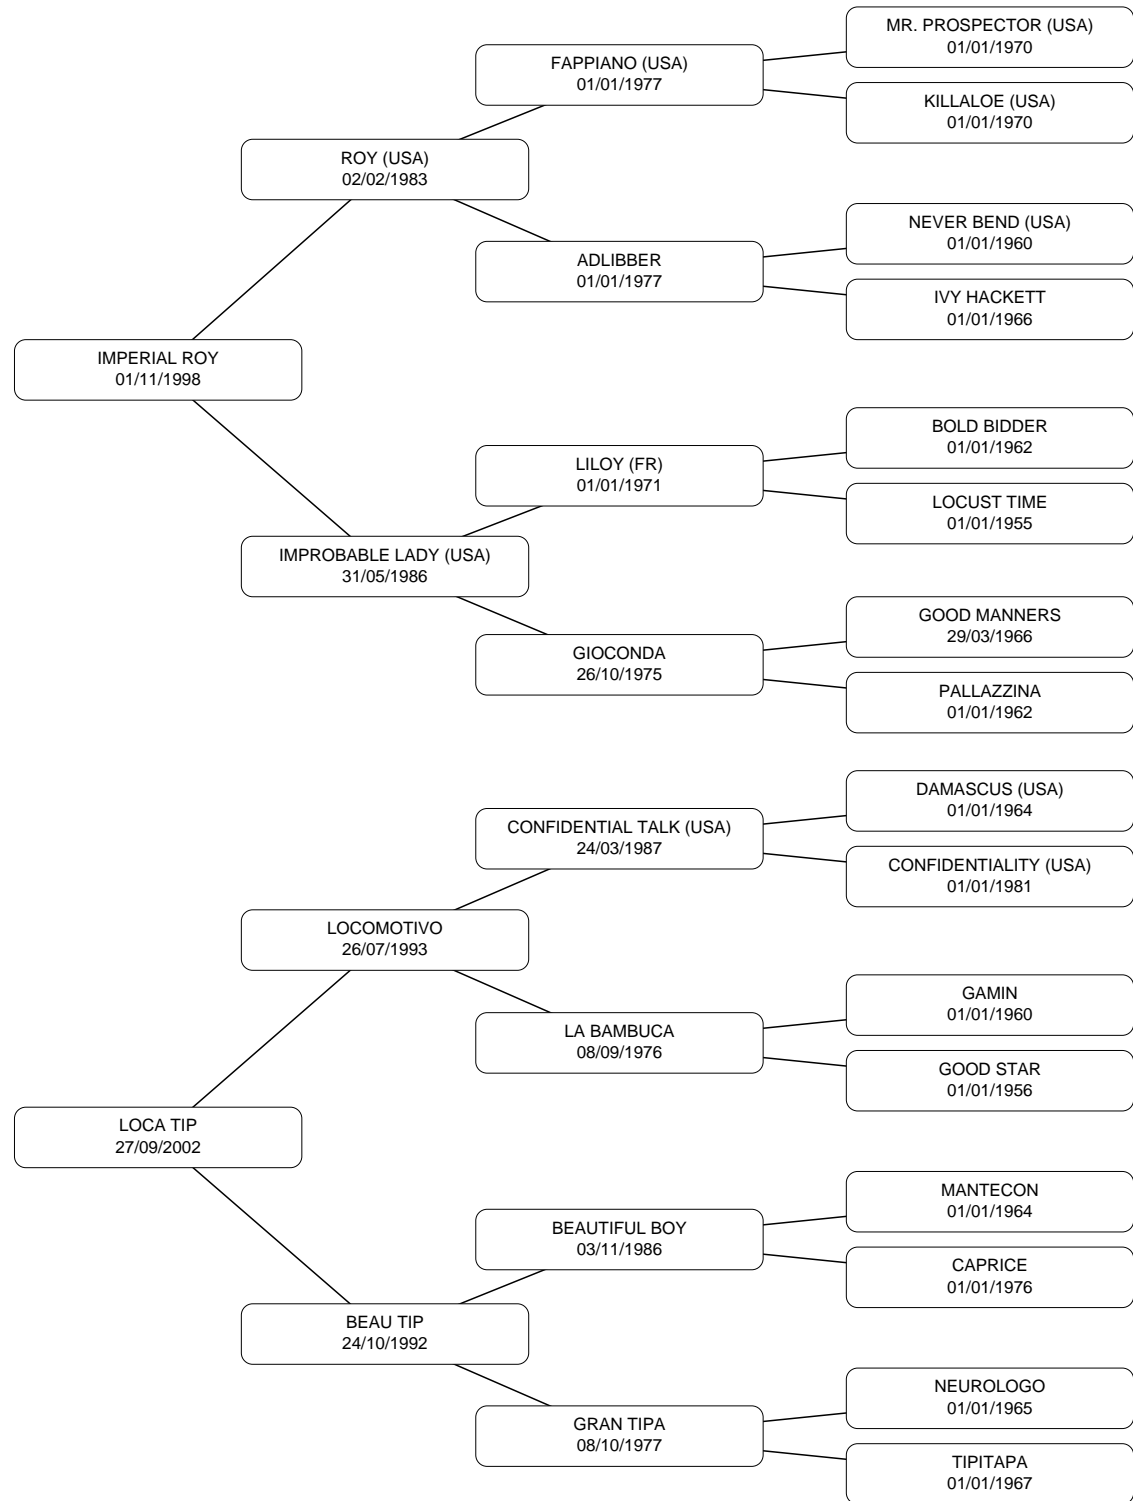 MR. PROSPECTOR (USA)
01/01/1970
FAPPIANO (USA)
01/01/1977
KILLALOE (USA)
01/01/1970
ROY (USA)
02/02/1983
NEVER BEND (USA)
01/01/1960
ADLIBBER
01/01/1977
IVY HACKETT
01/01/1966
IMPERIAL ROY
01/11/1998
BOLD BIDDER
01/01/1962
LILOY (FR)
01/01/1971
LOCUST TIME
01/01/1955
IMPROBABLE LADY (USA)
31/05/1986
GOOD MANNERS
29/03/1966
GIOCONDA
26/10/1975
PALLAZZINA
01/01/1962
DAMASCUS (USA)
01/01/1964
CONFIDENTIAL TALK (USA)
24/03/1987
CONFIDENTIALITY (USA)
01/01/1981
LOCOMOTIVO
26/07/1993
GAMIN
01/01/1960
LA BAMBUCA
08/09/1976
GOOD STAR
01/01/1956
LOCA TIP
27/09/2002
MANTECON
01/01/1964
BEAUTIFUL BOY
03/11/1986
CAPRICE
01/01/1976
BEAU TIP
24/10/1992
NEUROLOGO
01/01/1965
GRAN TIPA
08/10/1977
TIPITAPA
01/01/1967